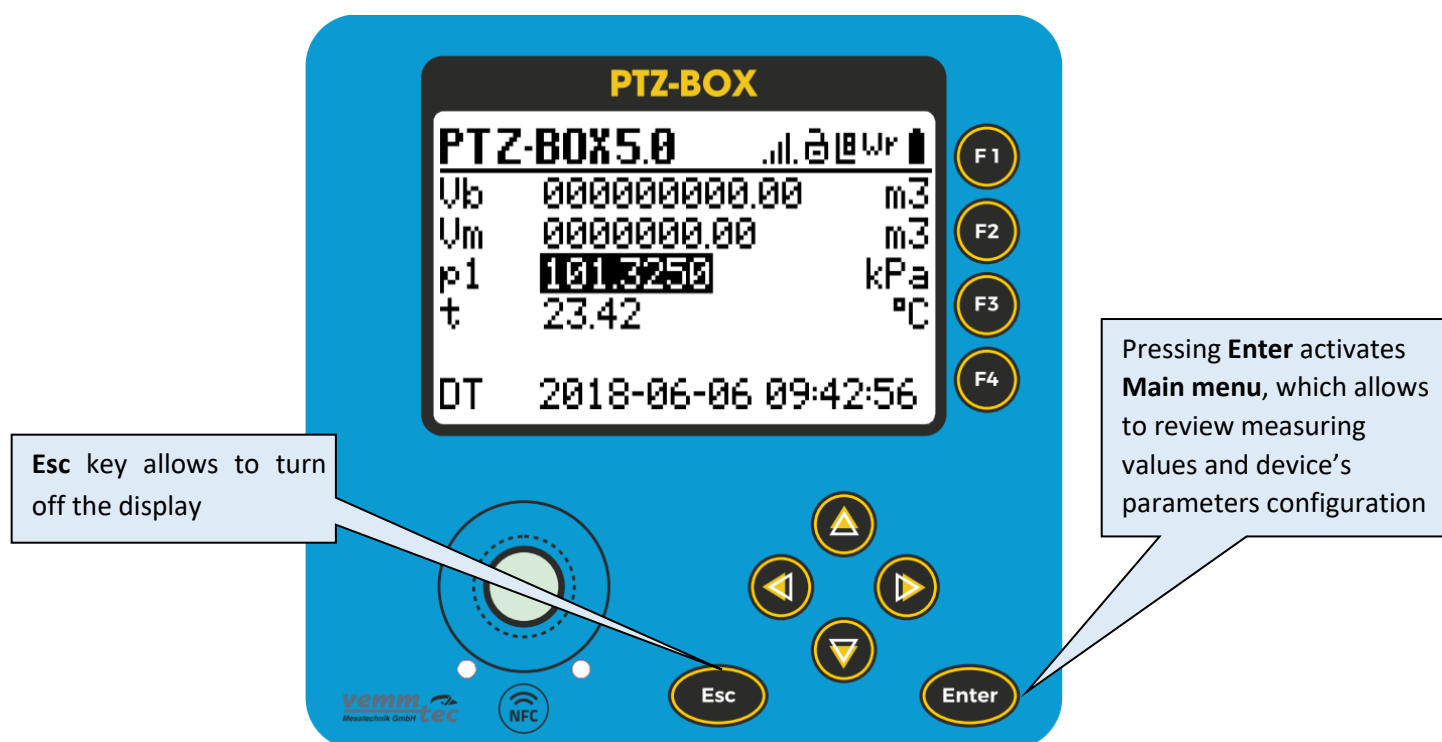 PTZ-BOX
PTZ-BOX5.0 Wr
Vb 000000000.00 m3
Vm 0000000.00 m3
p1 101.3250 kPa
t 23.42 °C
DT 2018-06-06 09:42:56
F1
F2
F3
F4
Esc key allows to turn
off the display
Pressing Enter activates
Main menu, which allows
to review measuring
values and device’s
parameters configuration
Esc
Enter
vemm
tec
Messtechnik GmbH
NFC